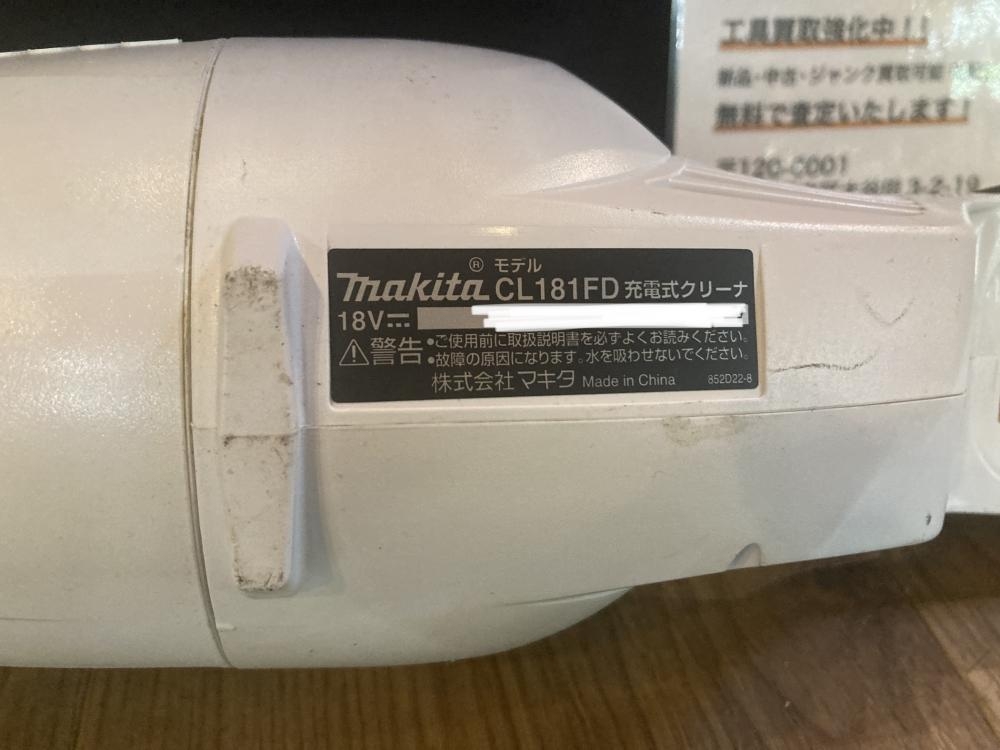 工具買取強化中!!
新品・中古・ジャンク買取可能
無料で査定いたします!
〒120-0001
3-2-19
® モデル
makita CL181FD 充電式クリーナ
18V
警告 •ご使用前に取扱説明書を必ずよくお読みください。
•故障の原因になります。水を吸わせないでください。
株式会社 マキタ Made in China 852D22-8